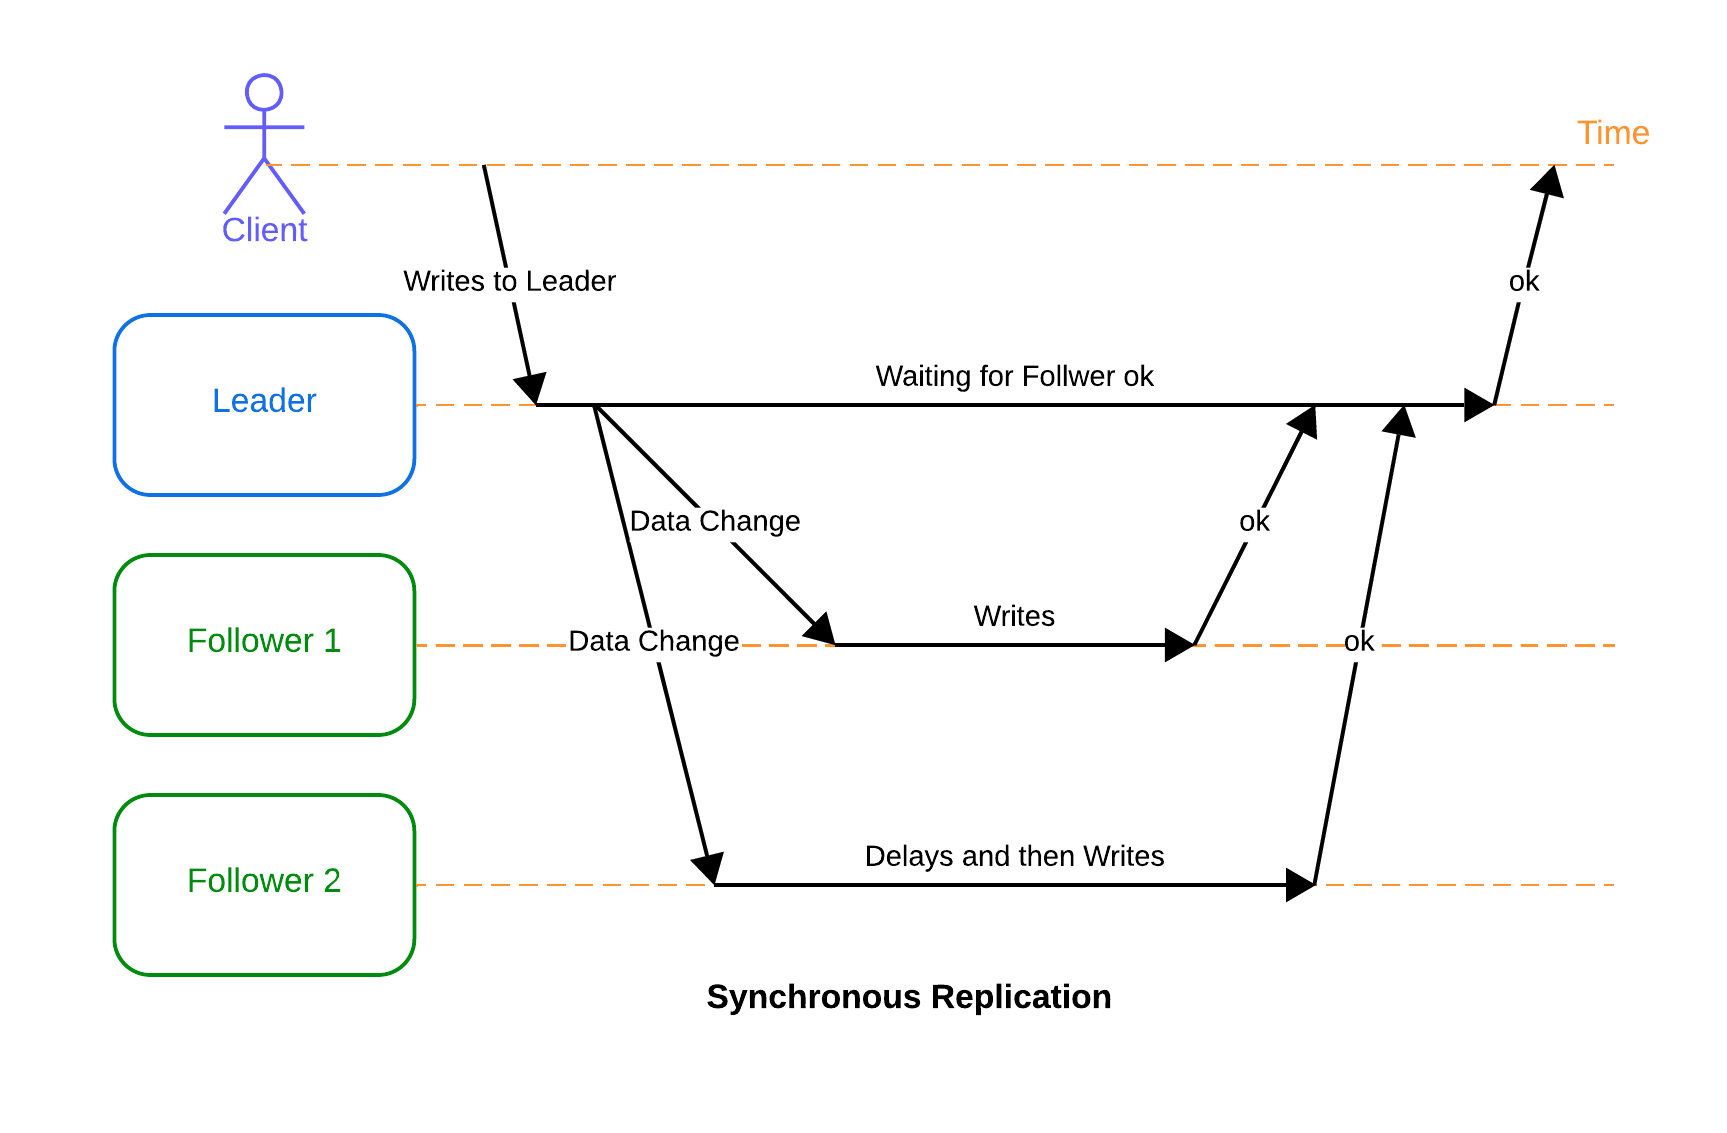 Time
Client
Writes to Leader
ok
Waiting for Follwer ok
Leader
Data Change
ok
Writes
Follower 1
Data Change
ok
Delays and then Writes
Follower 2
Synchronous Replication